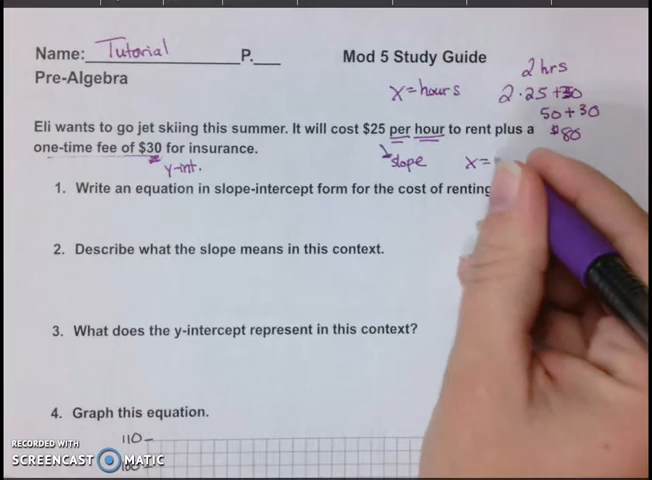 Name: Tutorial P.
Mod 5 Study Guide
Pre-Algebra
x=hours
2 hrs
2·25+30
50+30
$80
Eli wants to go jet skiing this summer. It will cost $25 per hour to rent plus a
one-time fee of $30 for insurance.
y-int.
slope
x=
1. Write an equation in slope-intercept form for the cost of renting
2. Describe what the slope means in this context.
3. What does the y-intercept represent in this context?
4. Graph this equation.
110
100
RECORDED WITH
SCREENCAST MATIC